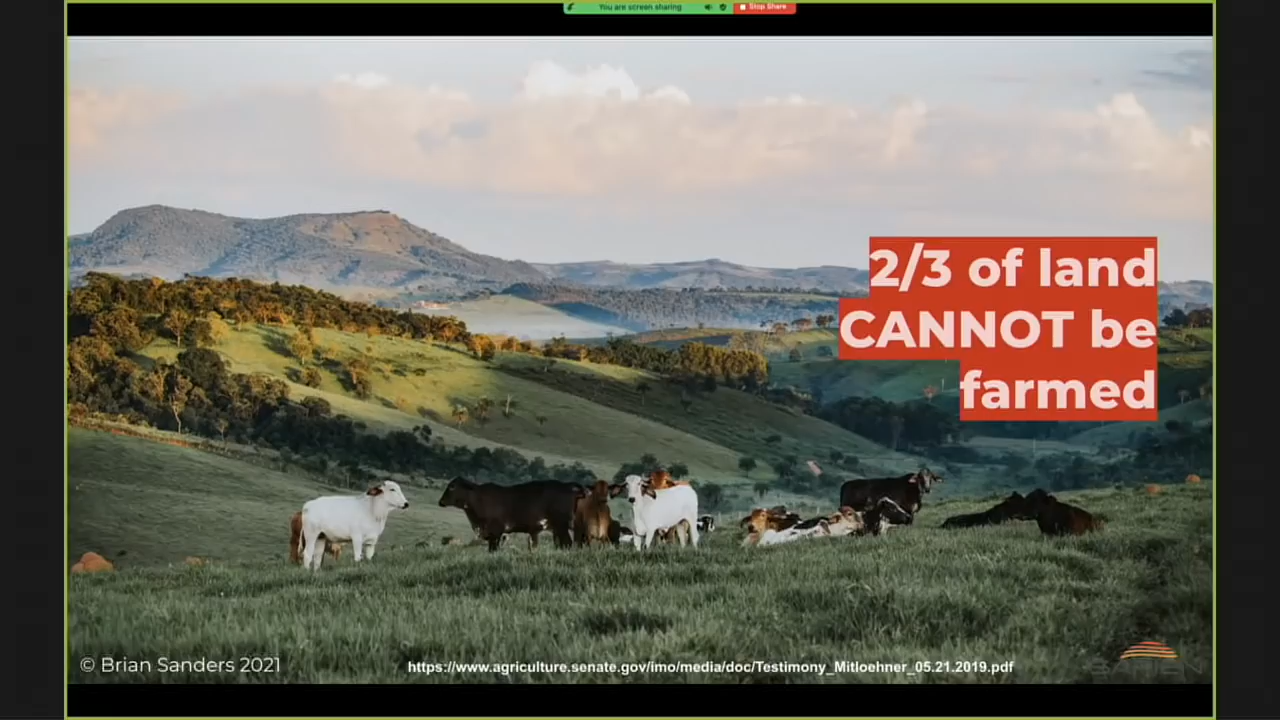 You are screen sharing
Stop Share
2/3 of land
CANNOT be
farmed
© Brian Sanders 2021
https://www.agriculture.senate.gov/imo/media/doc/Testimony_Mitloehner_05.21.2019.pdf
SAPIEN